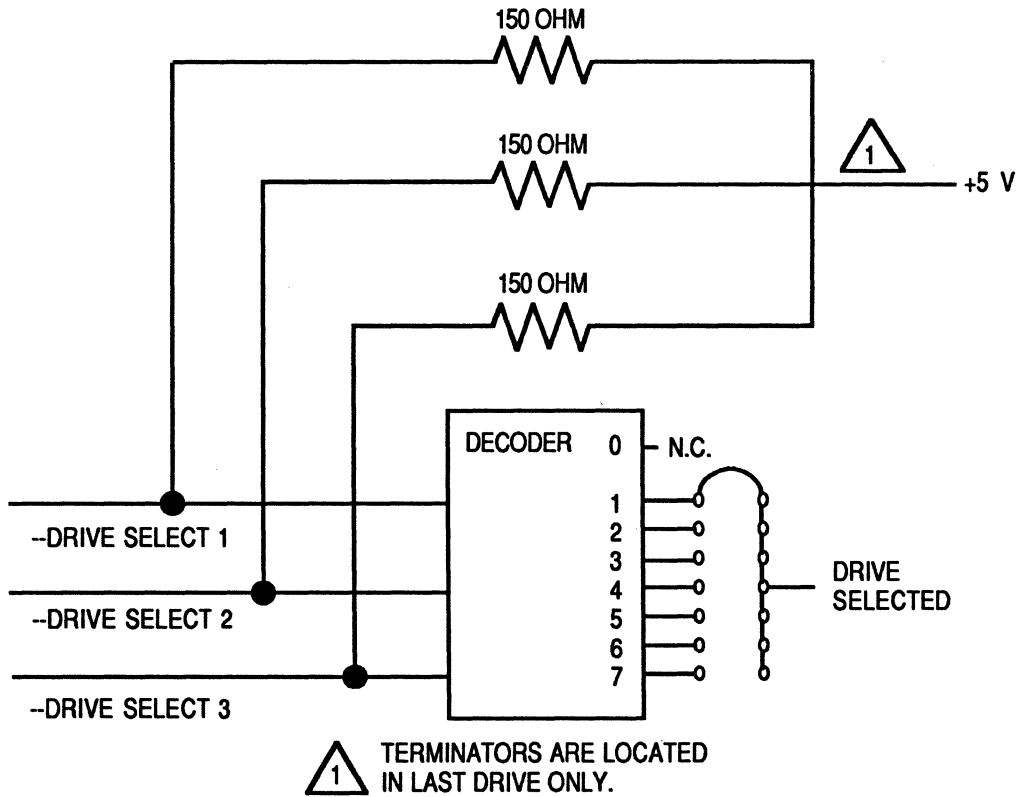 150 OHM
150 OHM
1
+5 V
150 OHM
DECODER 0 N.C.
1
2
3
4
5
6
7
--DRIVE SELECT 1
--DRIVE SELECT 2
--DRIVE SELECT 3
DRIVE
SELECTED
1 TERMINATORS ARE LOCATED
IN LAST DRIVE ONLY.